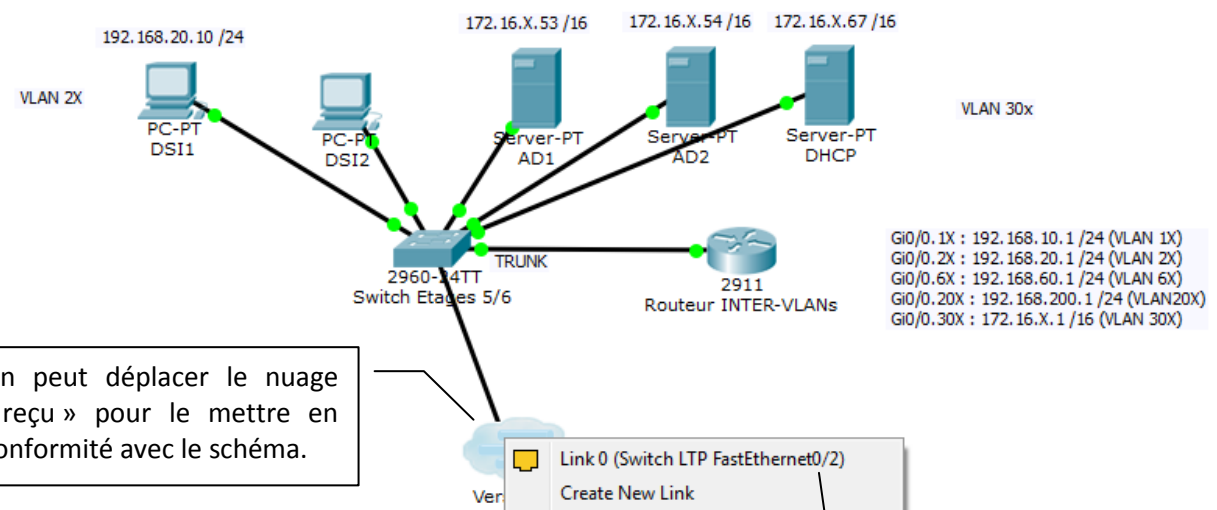 172.16.X.53 /16
172.16.X.54 /16
172.16.X.67 /16
192.168.20.10 /24
VLAN 2X
VLAN 30x
PC-PT
DSI1
PC-PT
DSI2
Server-PT
AD1
Server-PT
AD2
Server-PT
DHCP
TRUNK
2960-24TT
Switch Etages 5/6
2911
Routeur INTER-VLANs
Gi0/0.1X : 192.168.10.1 /24 (VLAN 1X)
Gi0/0.2X : 192.168.20.1 /24 (VLAN 2X)
Gi0/0.6X : 192.168.60.1 /24 (VLAN 6X)
Gi0/0.20X : 192.168.200.1 /24 (VLAN20X)
Gi0/0.30X : 172.16.X.1 /16 (VLAN 30X)
n peut déplacer le nuage
reçu » pour le mettre en
onformité avec le schéma.
Link 0 (Switch LTP FastEthernet0/2)
Create New Link
Ver